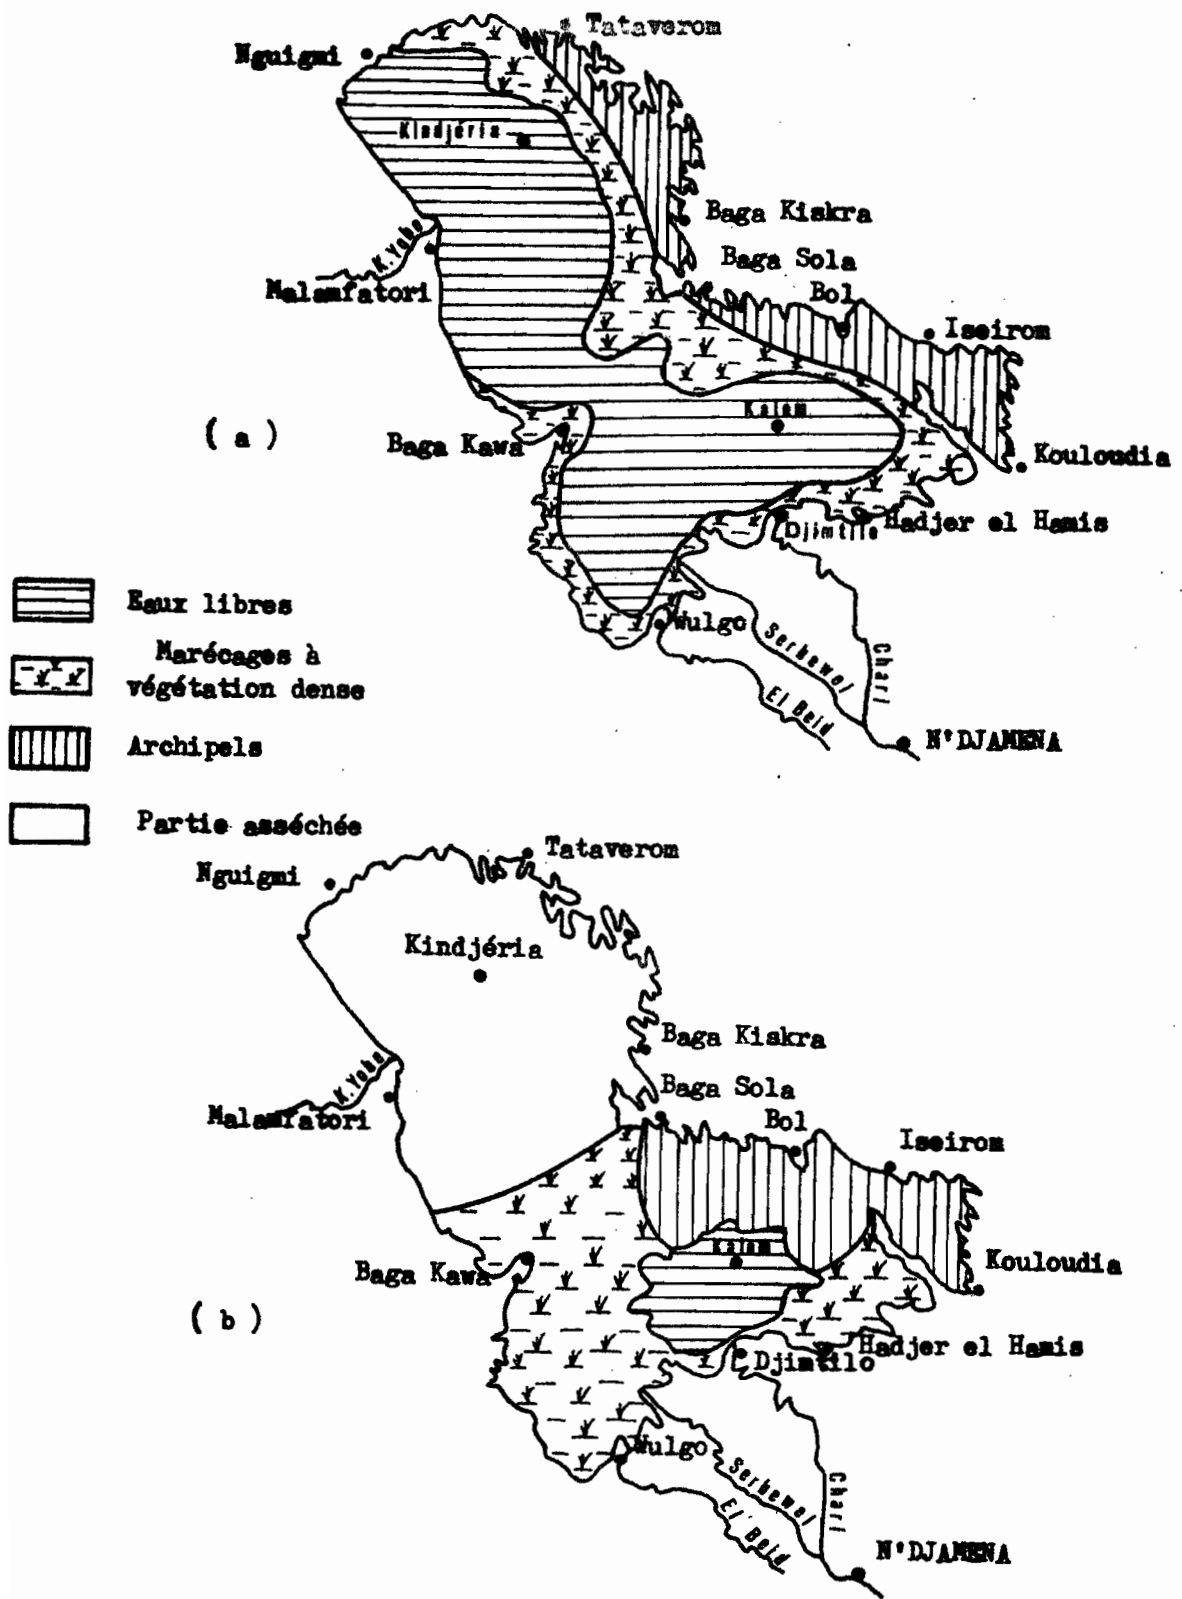 Tataverom
Nguigmi
Kindjéria
Baga Kiskra
K. Yobe
Baga Sola
Malamfatori
Bol
Iseirom
Kalam
( a )
Baga Kawa
Kouloudia
Hadjer el Hamis
Djimtilo
Eaux libres
Wulgo
Serbewel
Chari
El Beid
Marécages à
végétation dense
Archipels
N'DJAMENA
Partie asséchée
Tataverom
Nguigmi
Kindjéria
Baga Kiskra
K. Yobe
Baga Sola
Malamfatori
Bol
Iseirom
Kalam
Baga Kawa
Kouloudia
( b )
Hadjer el Hamis
Djimtilo
Wulgo
Serbewel
Chari
El Beid
N'DJAMENA